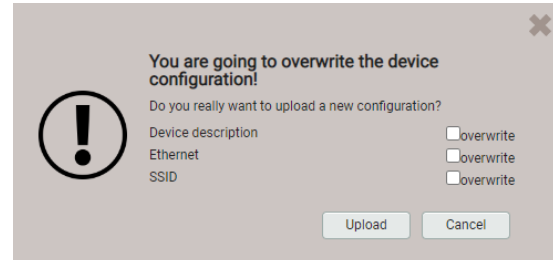 You are going to overwrite the device
configuration!
Do you really want to upload a new configuration?
Device description overwrite
Ethernet overwrite
SSID overwrite
Upload Cancel